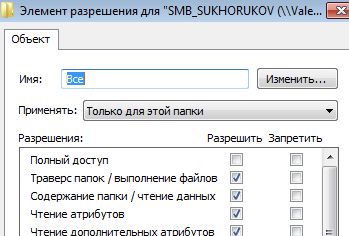 Элемент разрешения для "SMB_SUKHORUKOV (\\Vale...
Объект
Имя: Все Изменить...
Применять: Только для этой папки
Разрешения: Разрешить Запретить
Полный доступ
Траверс папок / выполнение файлов
Содержание папки / чтение данных
Чтение атрибутов
Чтение дополнительных атрибутов